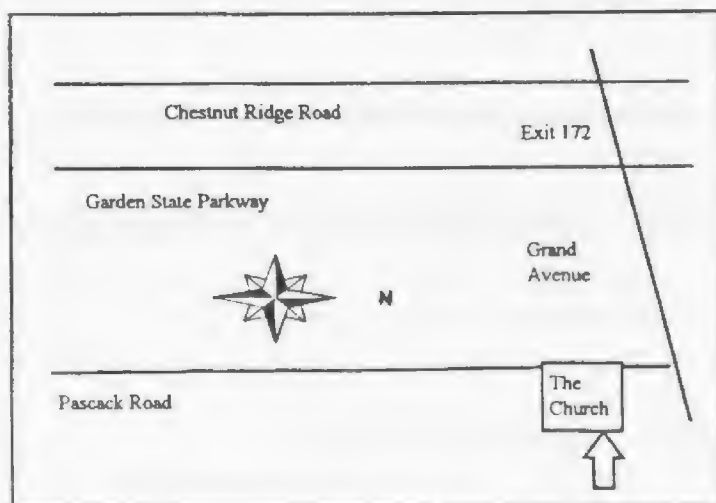 Chestnut Ridge Road
Exit 172
Garden State Parkway
Grand
Avenue
N
Pascack Road
The
Church